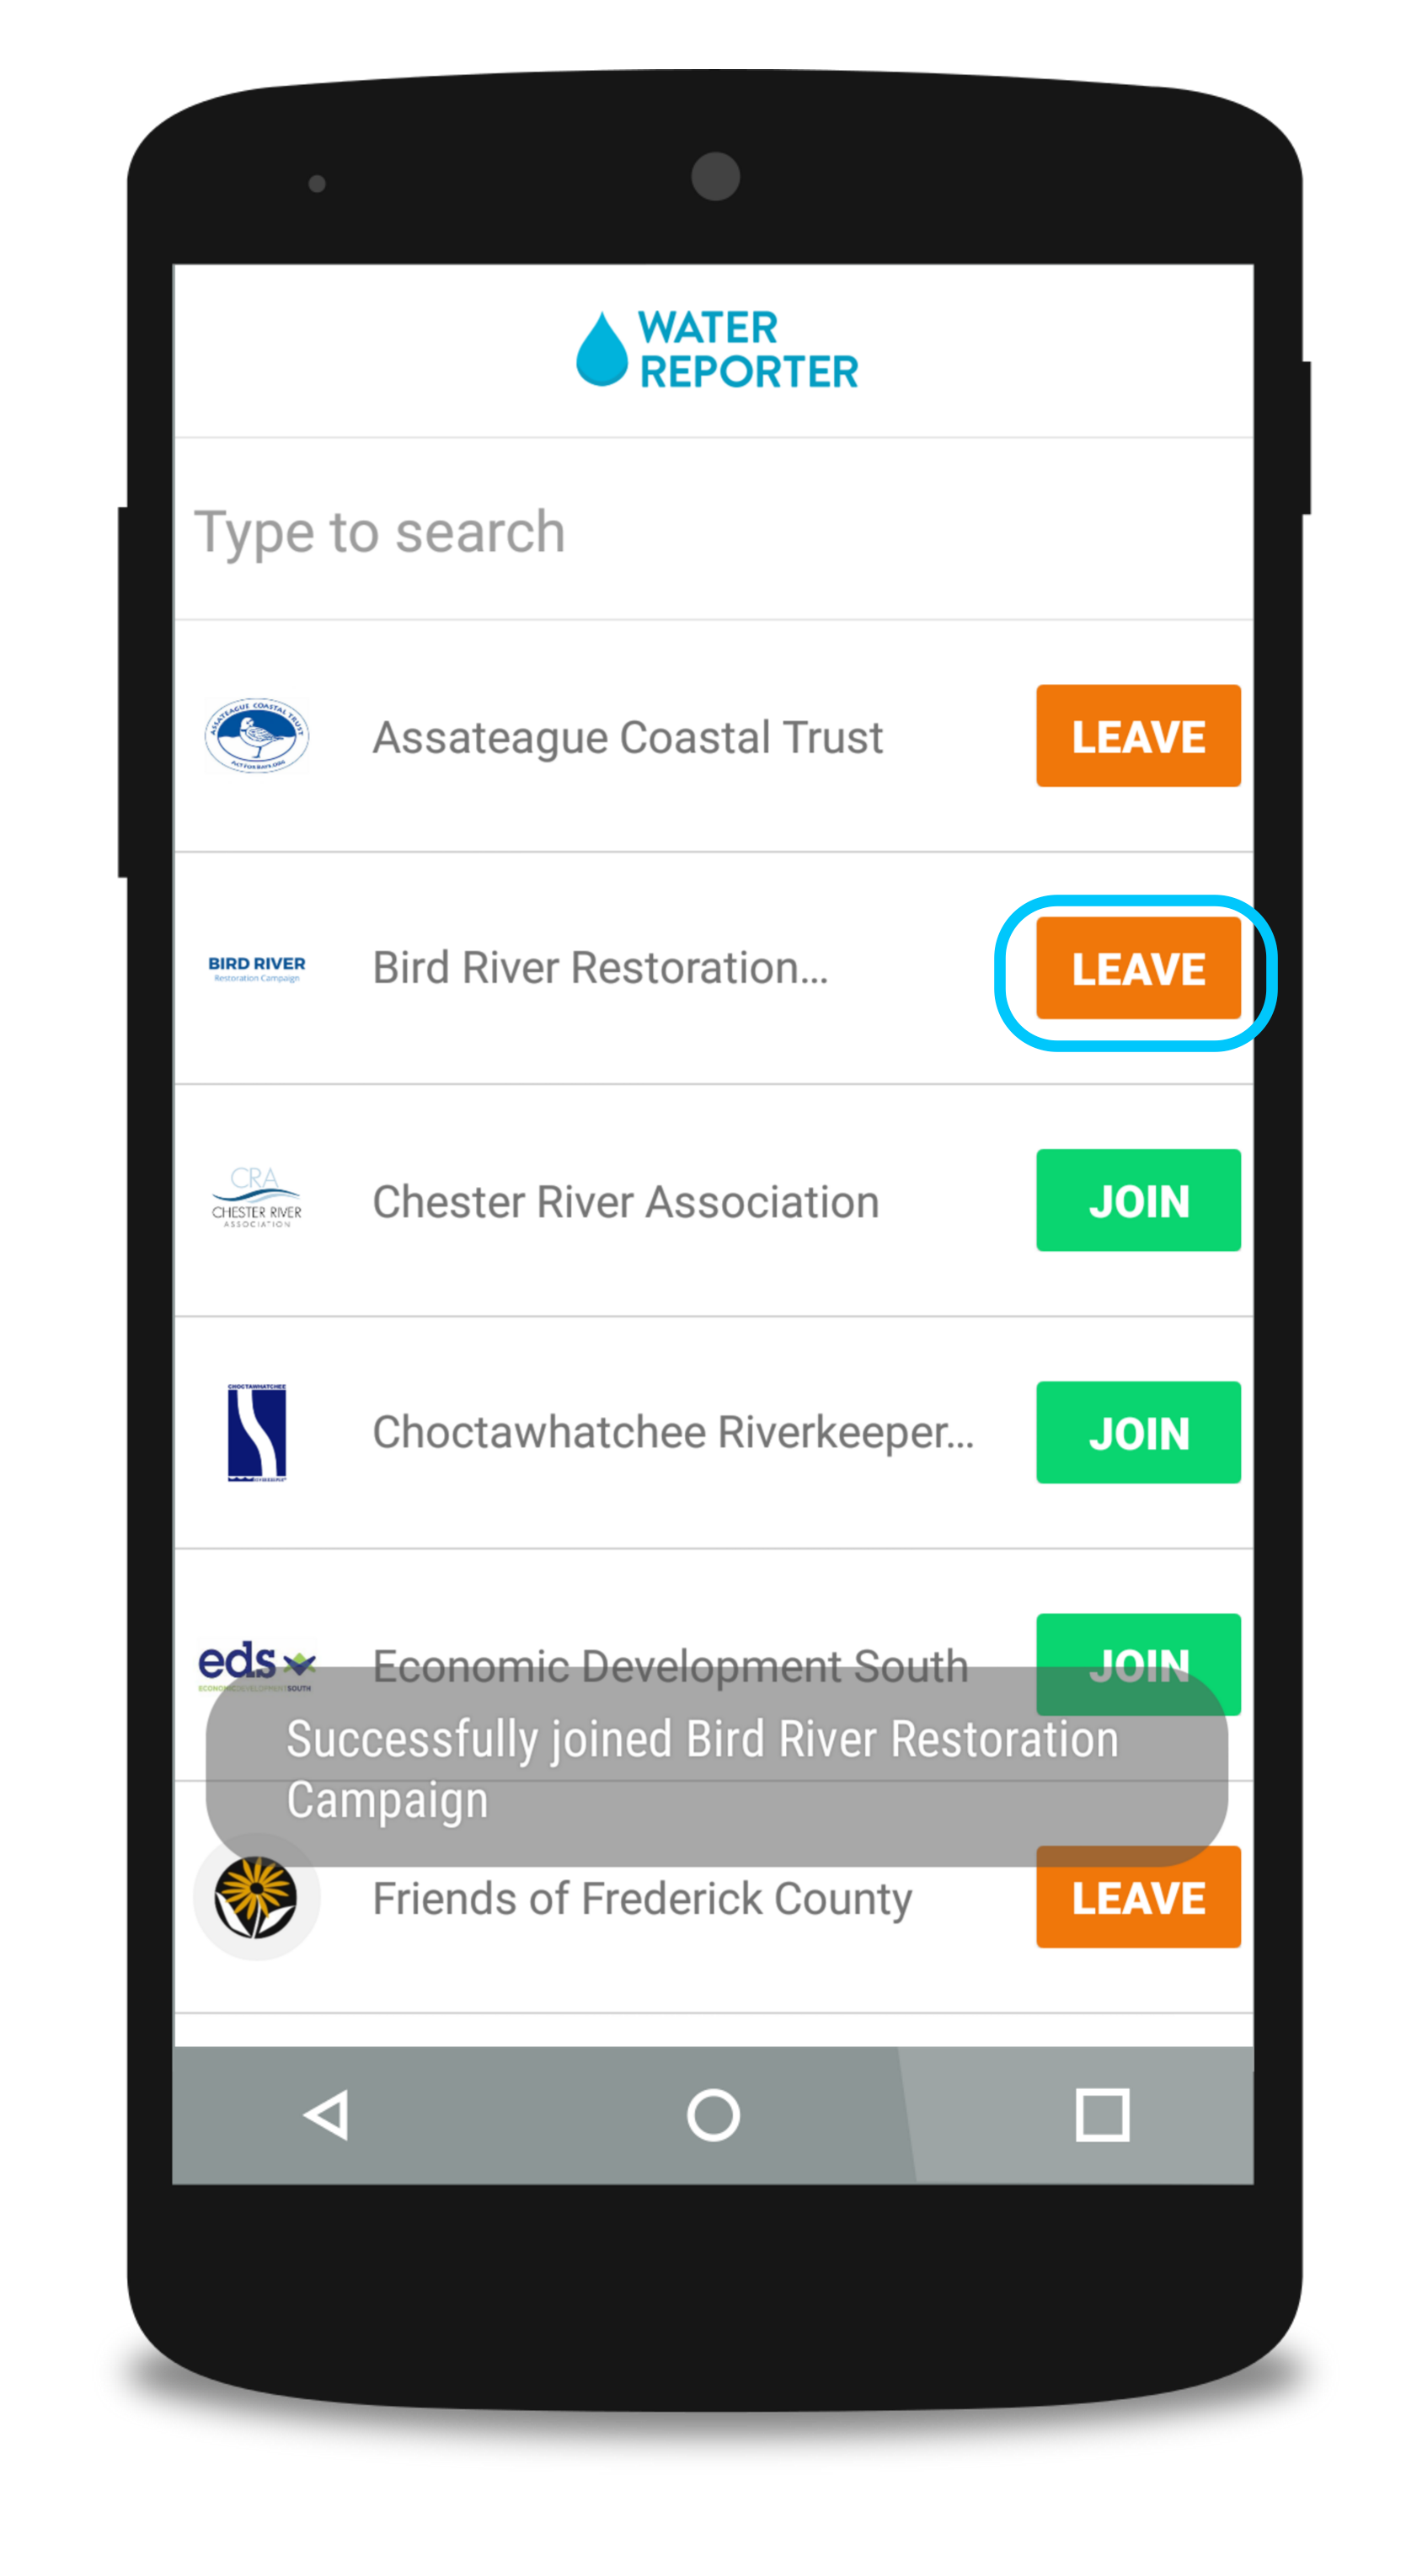 WATER
REPORTER
Type to search
ASSATEAGUE COASTAL TRUST
ACT FOR BAYS.ORG
Assateague Coastal Trust
LEAVE
BIRD RIVER
Restoration Campaign
Bird River Restoration...
LEAVE
CRA
CHESTER RIVER
ASSOCIATION
Chester River Association
JOIN
CHOCTAWHATCHEE
Choctawhatchee Riverkeeper...
JOIN
eds
SOUTH
Economic Development South
JOIN
Successfully joined Bird River Restoration
Campaign
Friends of Frederick County
LEAVE